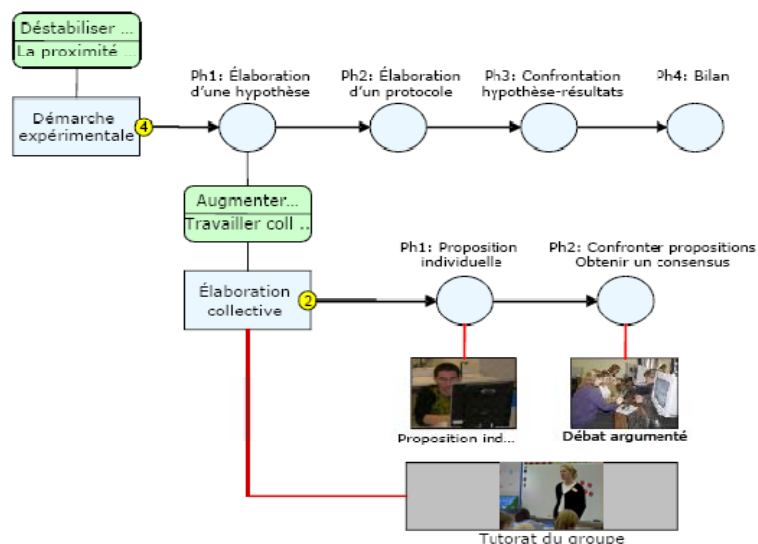 Déstabiliser ...
La proximité ...
Démarche
expérimentale
4
Ph1: Élaboration
d'une hypothèse
Ph2: Élaboration
d'un protocole
Ph3: Confrontation
hypothèse-résultats
Ph4: Bilan
Augmenter...
Travailler coll ..
Élaboration
collective
2
Ph1: Proposition
individuelle
Ph2: Confronter propositions
Obtenir un consensus
Proposition ind...
Débat argumenté
Tutorat du groupe